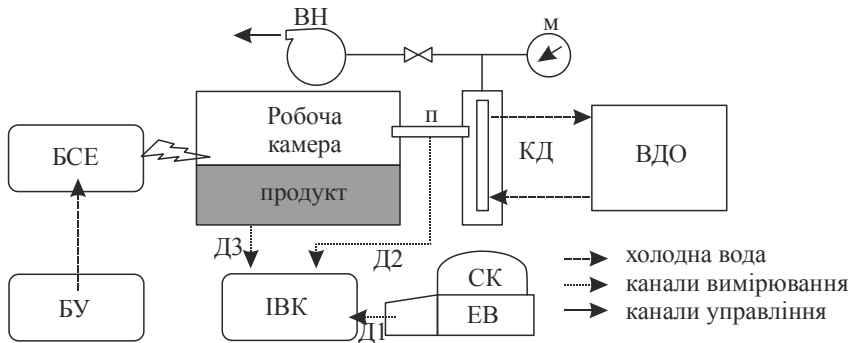 ВН
м
Робоча
камера
п
БСЕ
КД
ВДО
продукт
Д3
Д2
холодна вода
СК
канали вимірювання
БУ
ІВК
ЕВ
Д1
канали управління